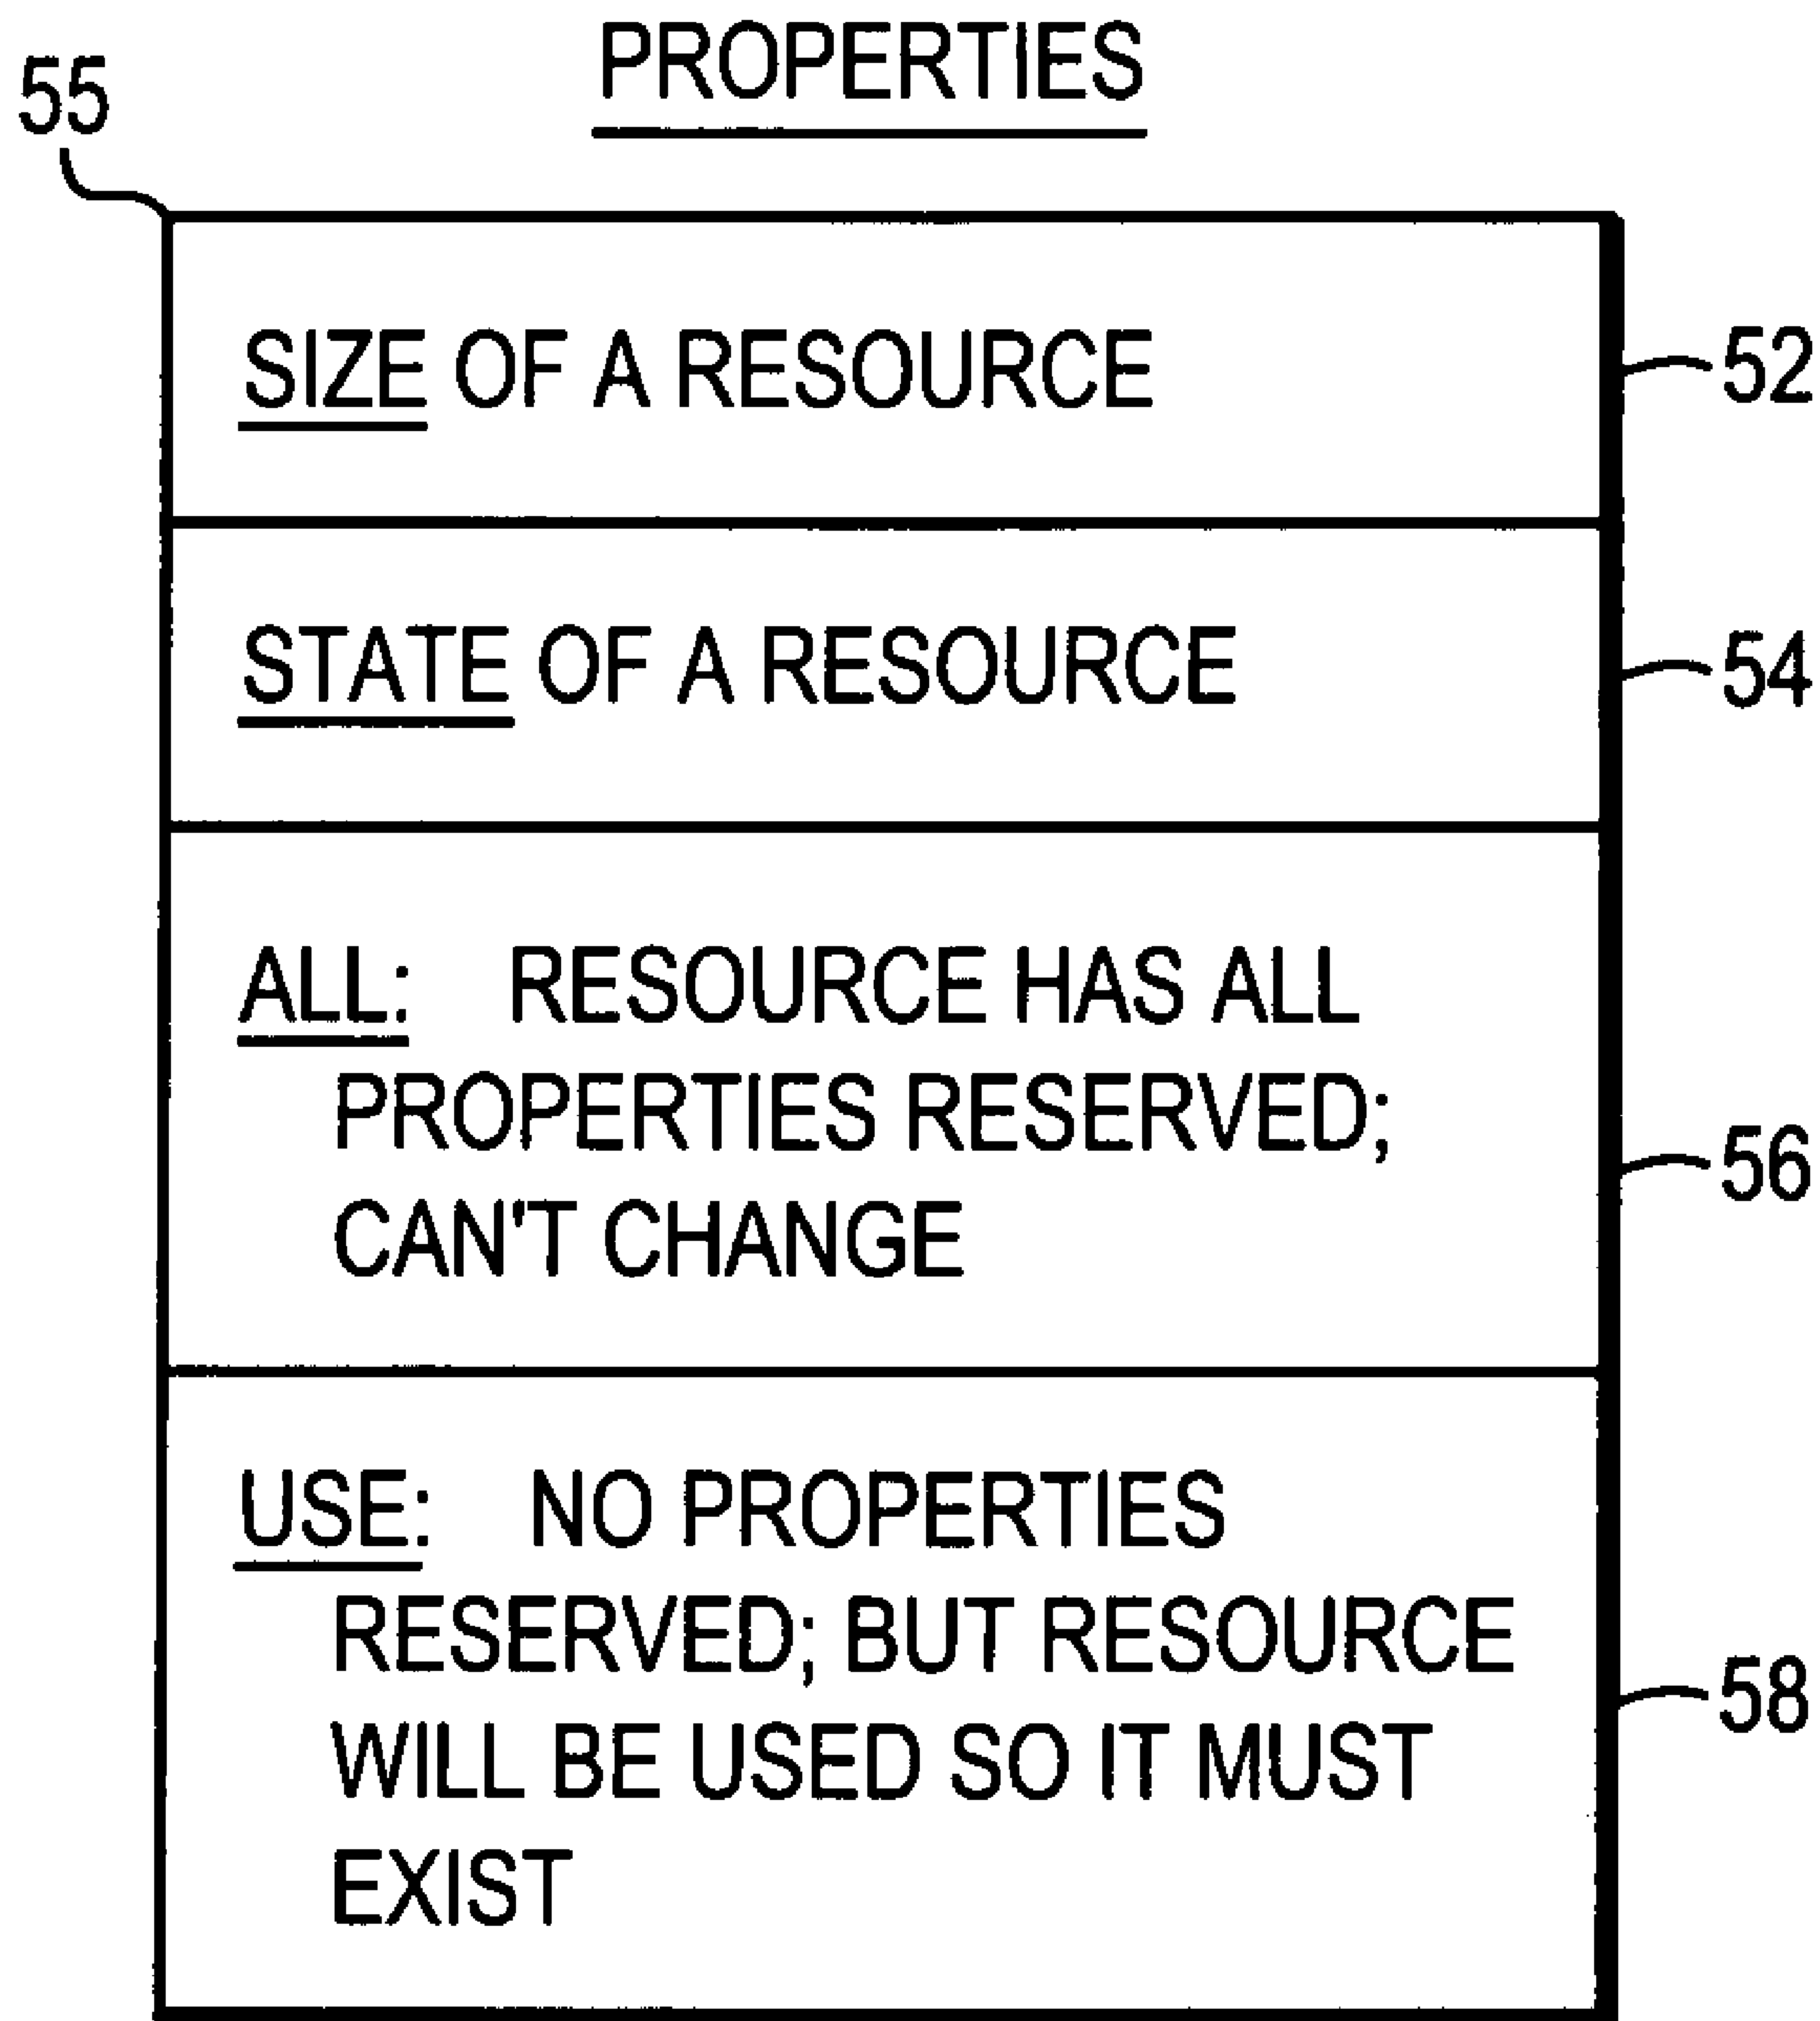 PROPERTIES
55
SIZE OF A RESOURCE
52
STATE OF A RESOURCE
54
ALL: RESOURCE HAS ALL
PROPERTIES RESERVED;
CAN'T CHANGE
56
USE: NO PROPERTIES
RESERVED; BUT RESOURCE
WILL BE USED SO IT MUST
EXIST
58